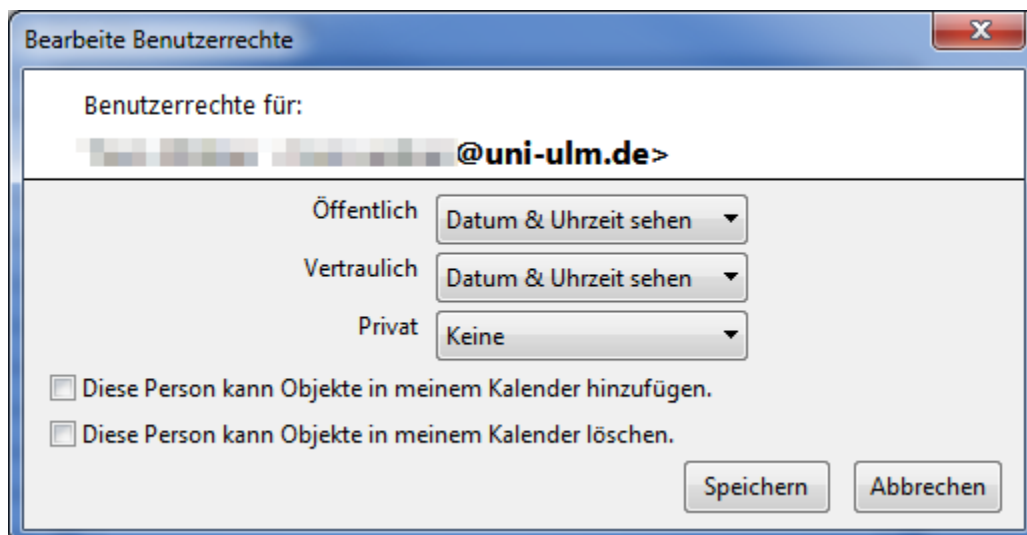 Bearbeite Benutzerrechte
Benutzerrechte für:
@uni-ulm.de>
Öffentlich Datum & Uhrzeit sehen
Vertraulich Datum & Uhrzeit sehen
Privat Keine
Diese Person kann Objekte in meinem Kalender hinzufügen.
Diese Person kann Objekte in meinem Kalender löschen.
Speichern Abbrechen